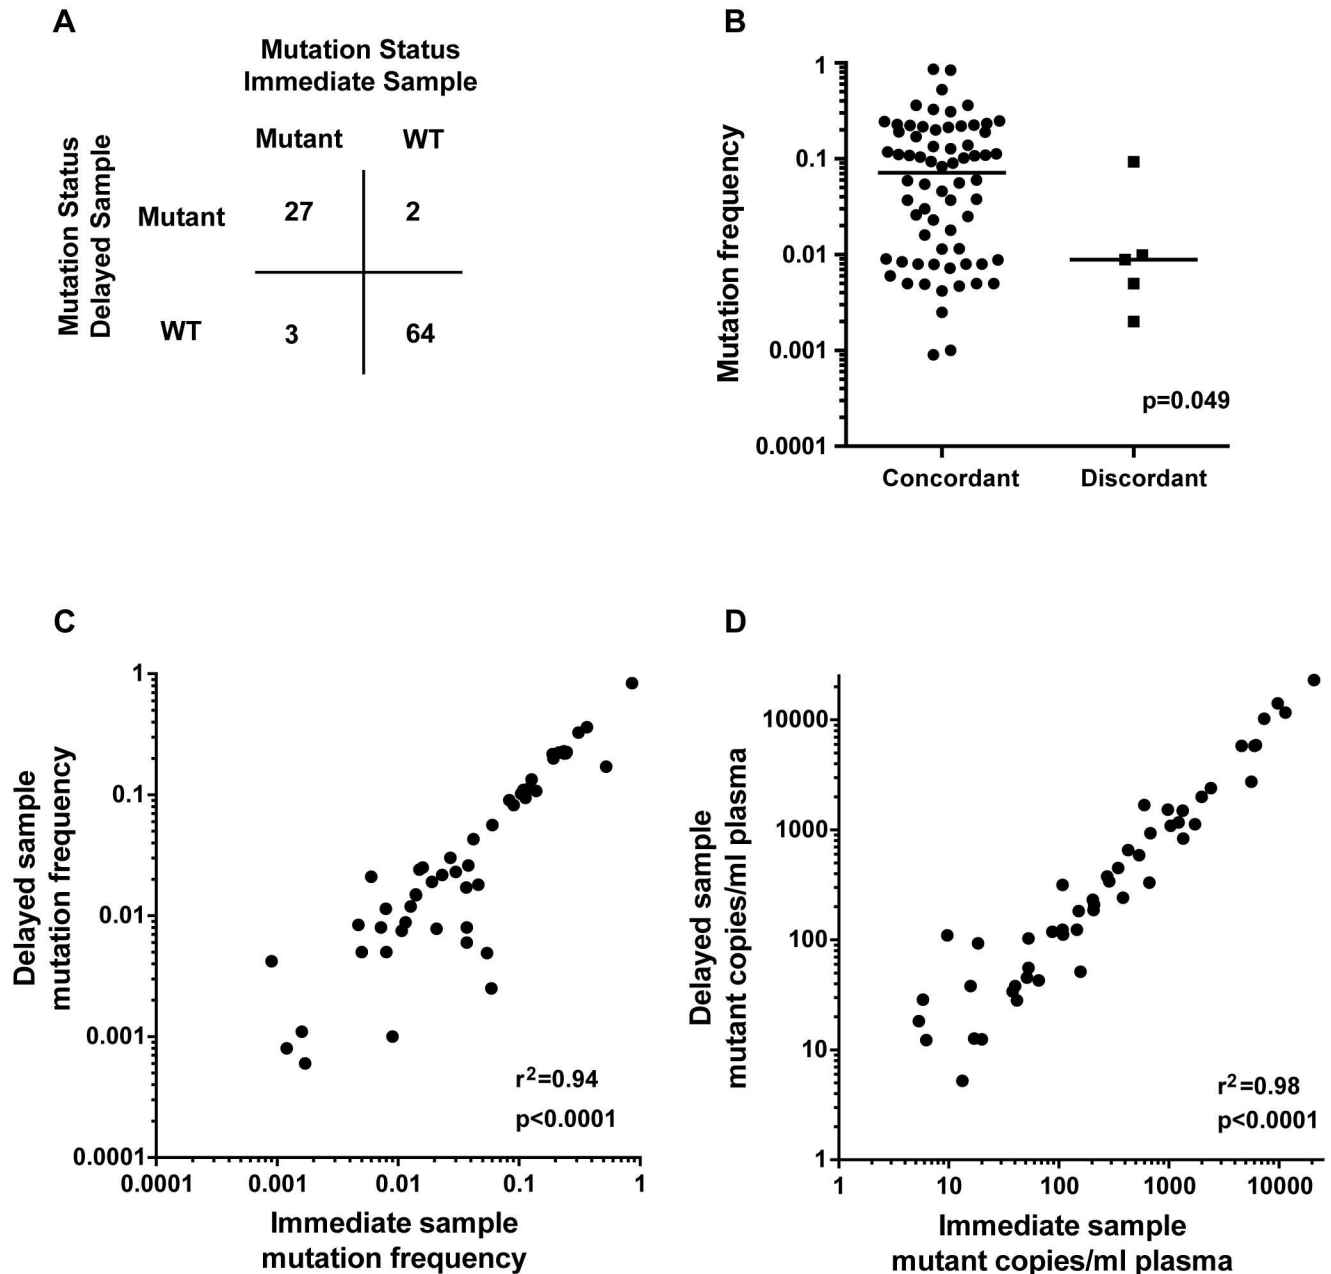 A
Mutation Status
Immediate Sample
Mutant WT
Mutation Status
Delayed Sample
Mutant 27 2
WT 3 64
B
Mutation frequency
1
0.1
0.01
0.001
0.0001
p=0.049
Concordant Discordant
C
Delayed sample
mutation frequency
1
0.1
0.01
0.001
0.0001
r²=0.94
p<0.0001
0.0001 0.001 0.01 0.1 1
Immediate sample
mutation frequency
D
Delayed sample
mutant copies/ml plasma
10000
1000
100
10
1
r²=0.98
p<0.0001
1 10 100 1000 10000
Immediate sample
mutant copies/ml plasma